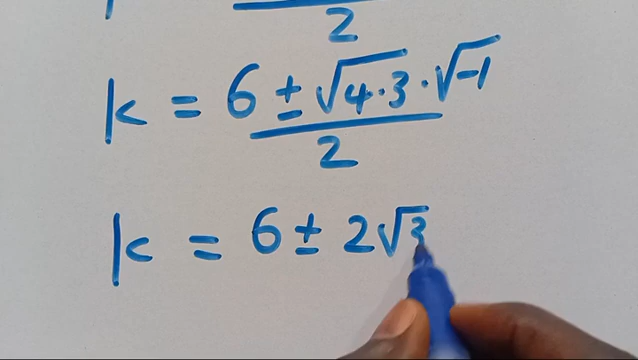 2
k = 6 ± √4·3 · √-1
2
k = 6 ± 2√3